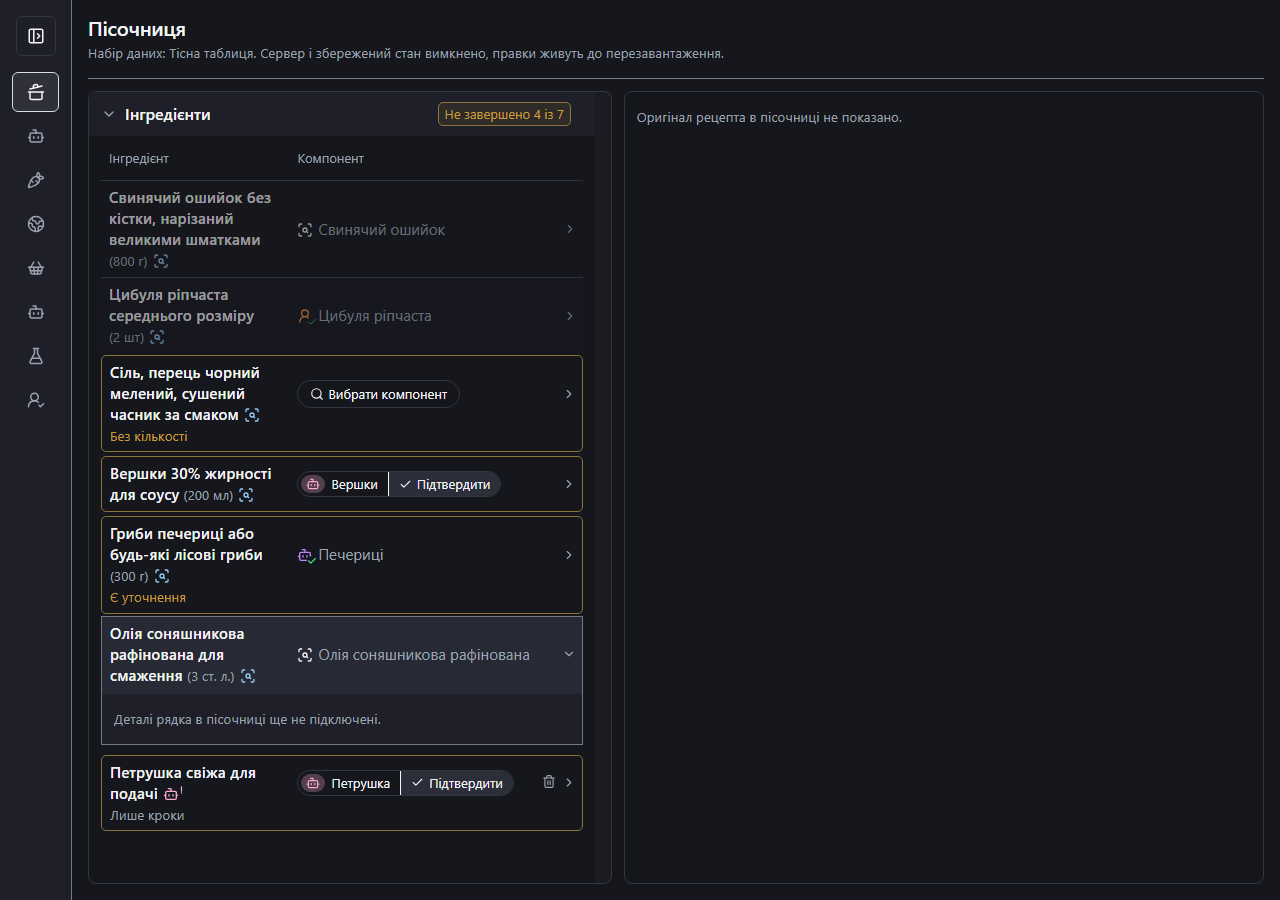 Пісочниця
Набір даних: Тісна таблиця. Сервер і збережений стан вимкнено, правки живуть до перезавантаження.
Інгредієнти
Не завершено 4 із 7
Інгредієнт
Компонент
Свинячий ошийок без
кістки, нарізаний
великими шматками
(800 г)
Свинячий ошийок
Цибуля ріпчаста
середнього розміру
(2 шт)
Цибуля ріпчаста
Сіль, перець чорний
мелений, сушений
часник за смаком
Без кількості
Вибрати компонент
Вершки 30% жирності
для соусу (200 мл)
Вершки
Підтвердити
Гриби печериці або
будь-які лісові гриби
(300 г)
Є уточнення
Печериці
Олія соняшникова
рафінована для
смаження (3 ст. л.)
Олія соняшникова рафінована
Деталі рядка в пісочниці ще не підключені.
Петрушка свіжа для
подачі
Лише кроки
Петрушка
Підтвердити
Оригінал рецепта в пісочниці не показано.